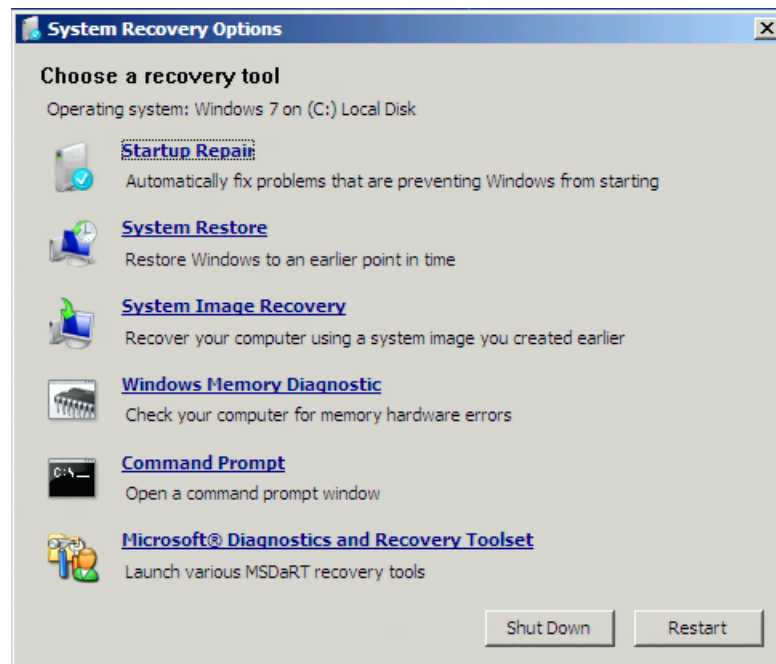 System Recovery Options
Choose a recovery tool
Operating system: Windows 7 on (C:) Local Disk
Startup Repair
Automatically fix problems that are preventing Windows from starting
System Restore
Restore Windows to an earlier point in time
System Image Recovery
Recover your computer using a system image you created earlier
Windows Memory Diagnostic
Check your computer for memory hardware errors
C:\_
Command Prompt
Open a command prompt window
Microsoft® Diagnostics and Recovery Toolset
Launch various MSDaRT recovery tools
Shut Down Restart